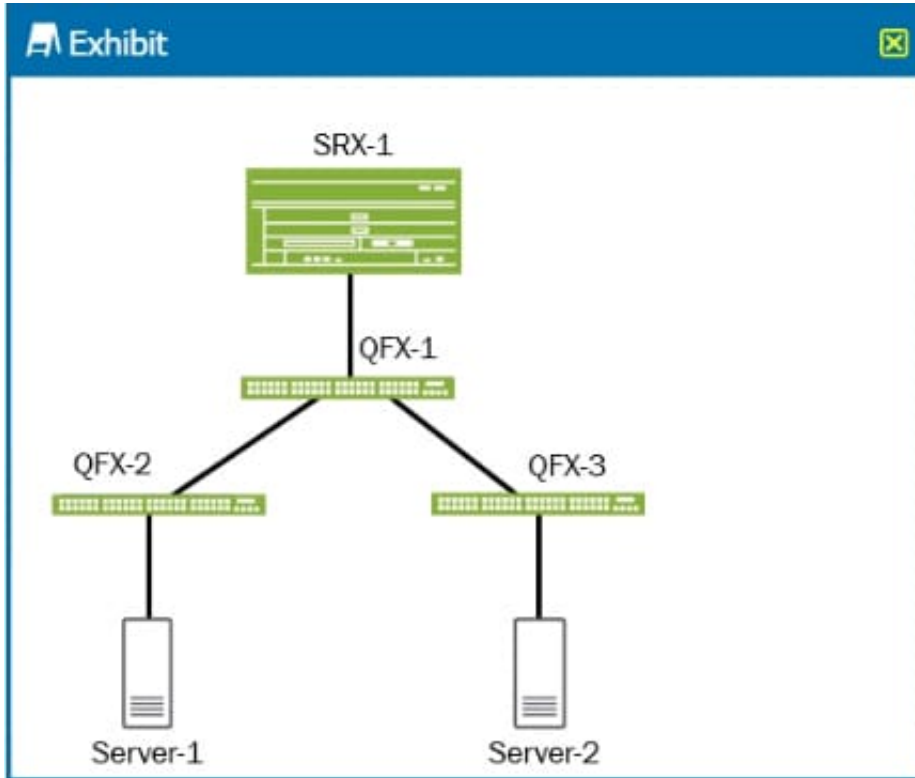 Exhibit
SRX-1
QFX-1
QFX-2
QFX-3
Server-1
Server-2